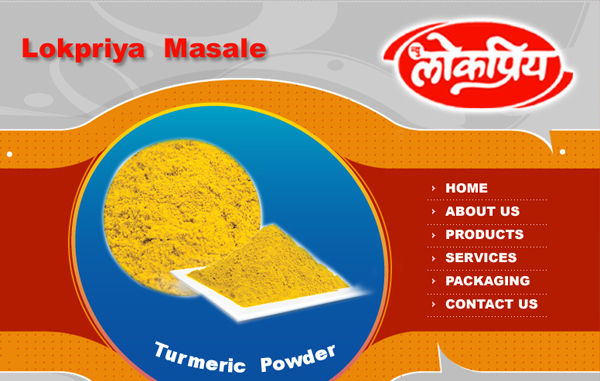 Lokpriya Masale
न्यु
लोकप्रिय
HOME
ABOUT US
PRODUCTS
SERVICES
PACKAGING
CONTACT US
Turmeric Powder